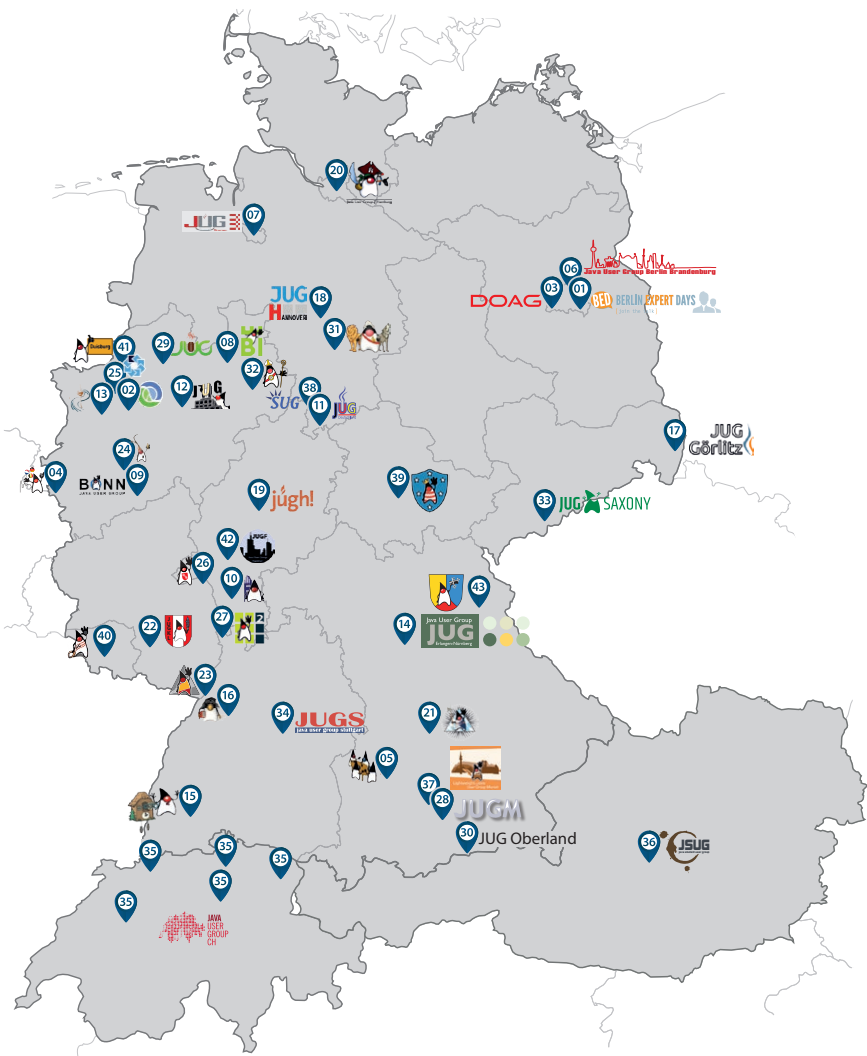 20
07
JUG
06
Java User Group Berlin Brandenburg
03
01
DOAG
BED BERLIN EXPERT DAYS
JUG
HANNOVER
18
31
Duisburg
41
29
JUG
08
BI
25
32
13
02
12
JUG
SUG
38
11
JUG
17
JUG
Görlitz
24
04
BONN
JAVA USER GROUP
09
19
jugh!
39
33
JUG SAXONY
42
JUGF
26
10
43
27
2
14
Java User Group
JUG
Erlangen-Nürnberg
22
40
23
16
34
JUGS
java user group stuttgart
21
05
37
28
JUGM
15
30
JUG Oberland
36
JSUG
35
35
35
35
35
JAVA
USER
GROUP
CH